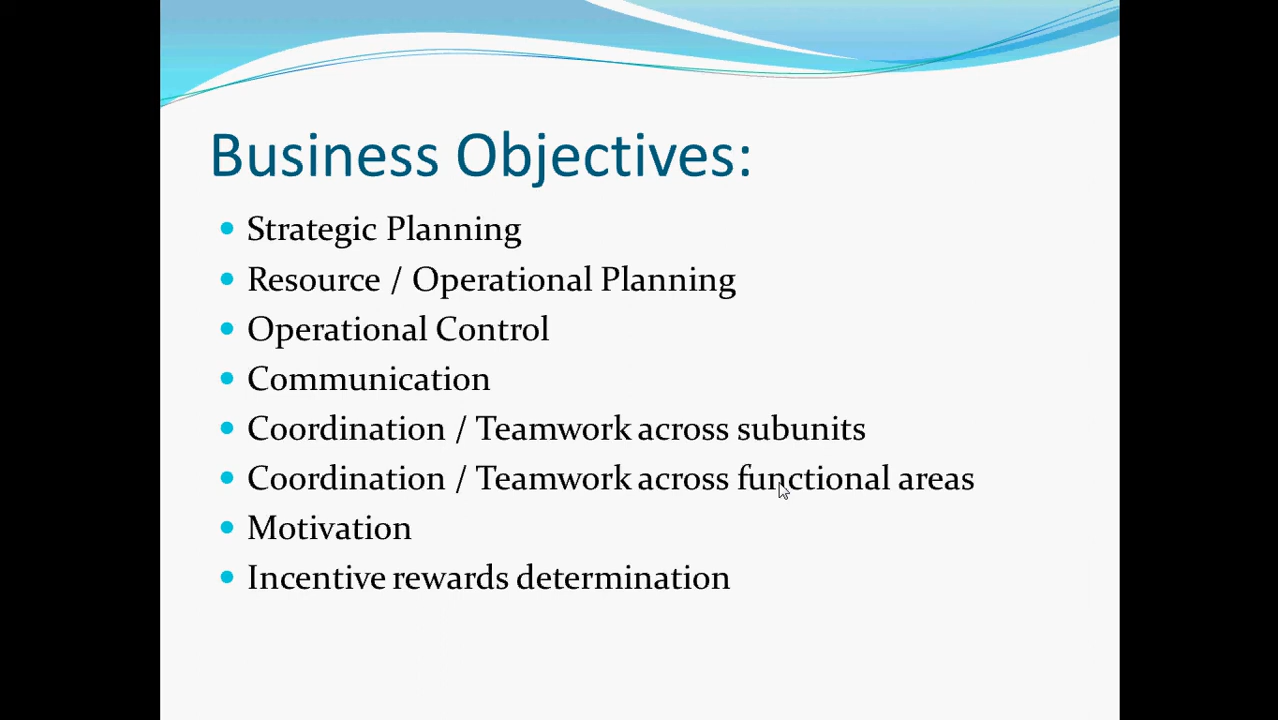 Business Objectives:
Strategic Planning
Resource / Operational Planning
Operational Control
Communication
Coordination / Teamwork across subunits
Coordination / Teamwork across functional areas
Motivation
Incentive rewards determination